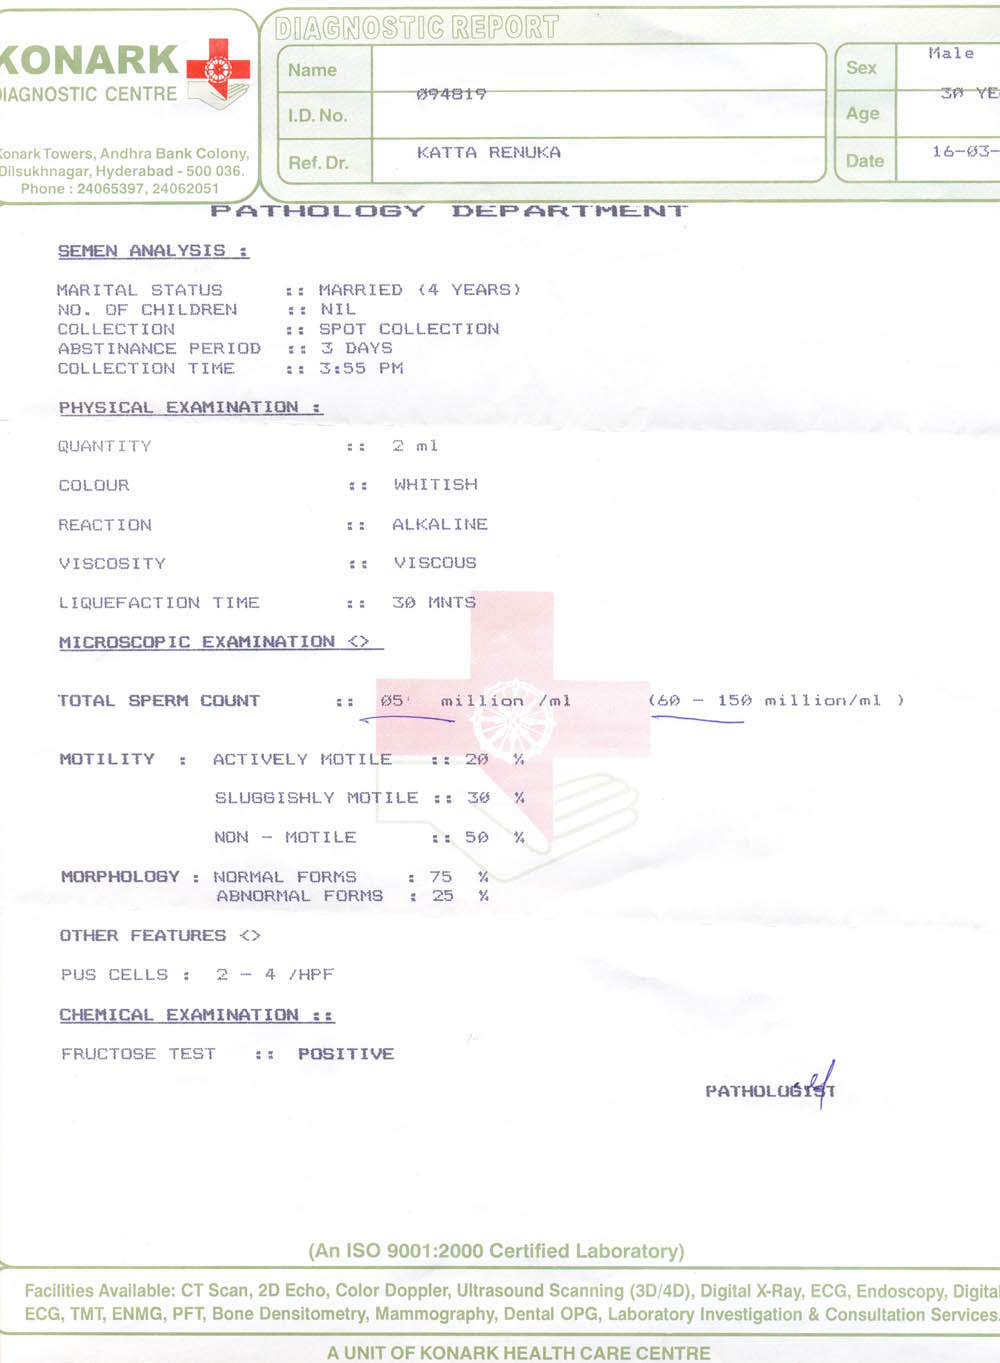 DIAGNOSTIC REPORT
KONARK
DIAGNOSTIC CENTRE
Konark Towers, Andhra Bank Colony,
Dilsukhnagar, Hyderabad - 500 036.
Phone : 24065397, 24062051
Name
I.D. No. 094819
Ref. Dr. KATTA RENUKA
Sex Male
Age 30 YE
Date 16-03-
PATHOLOGY DEPARTMENT
SEMEN ANALYSIS :
MARITAL STATUS :: MARRIED (4 YEARS)
NO. OF CHILDREN :: NIL
COLLECTION :: SPOT COLLECTION
ABSTINANCE PERIOD :: 3 DAYS
COLLECTION TIME :: 3:55 PM
PHYSICAL EXAMINATION :
QUANTITY :: 2 ml
COLOUR :: WHITISH
REACTION :: ALKALINE
VISCOSITY :: VISCOUS
LIQUEFACTION TIME :: 30 MNTS
MICROSCOPIC EXAMINATION <>
TOTAL SPERM COUNT :: 05 million /ml (60 - 150 million/ml )
MOTILITY : ACTIVELY MOTILE :: 20 %
SLUGGISHLY MOTILE :: 30 %
NON - MOTILE :: 50 %
MORPHOLOGY : NORMAL FORMS : 75 %
ABNORMAL FORMS : 25 %
OTHER FEATURES <>
PUS CELLS : 2 - 4 /HPF
CHEMICAL EXAMINATION ::
FRUCTOSE TEST :: POSITIVE
PATHOLOGIST
(An ISO 9001:2000 Certified Laboratory)
Facilities Available: CT Scan, 2D Echo, Color Doppler, Ultrasound Scanning (3D/4D), Digital X-Ray, ECG, Endoscopy, Digital
ECG, TMT, ENMG, PFT, Bone Densitometry, Mammography, Dental OPG, Laboratory Investigation & Consultation Services.
A UNIT OF KONARK HEALTH CARE CENTRE